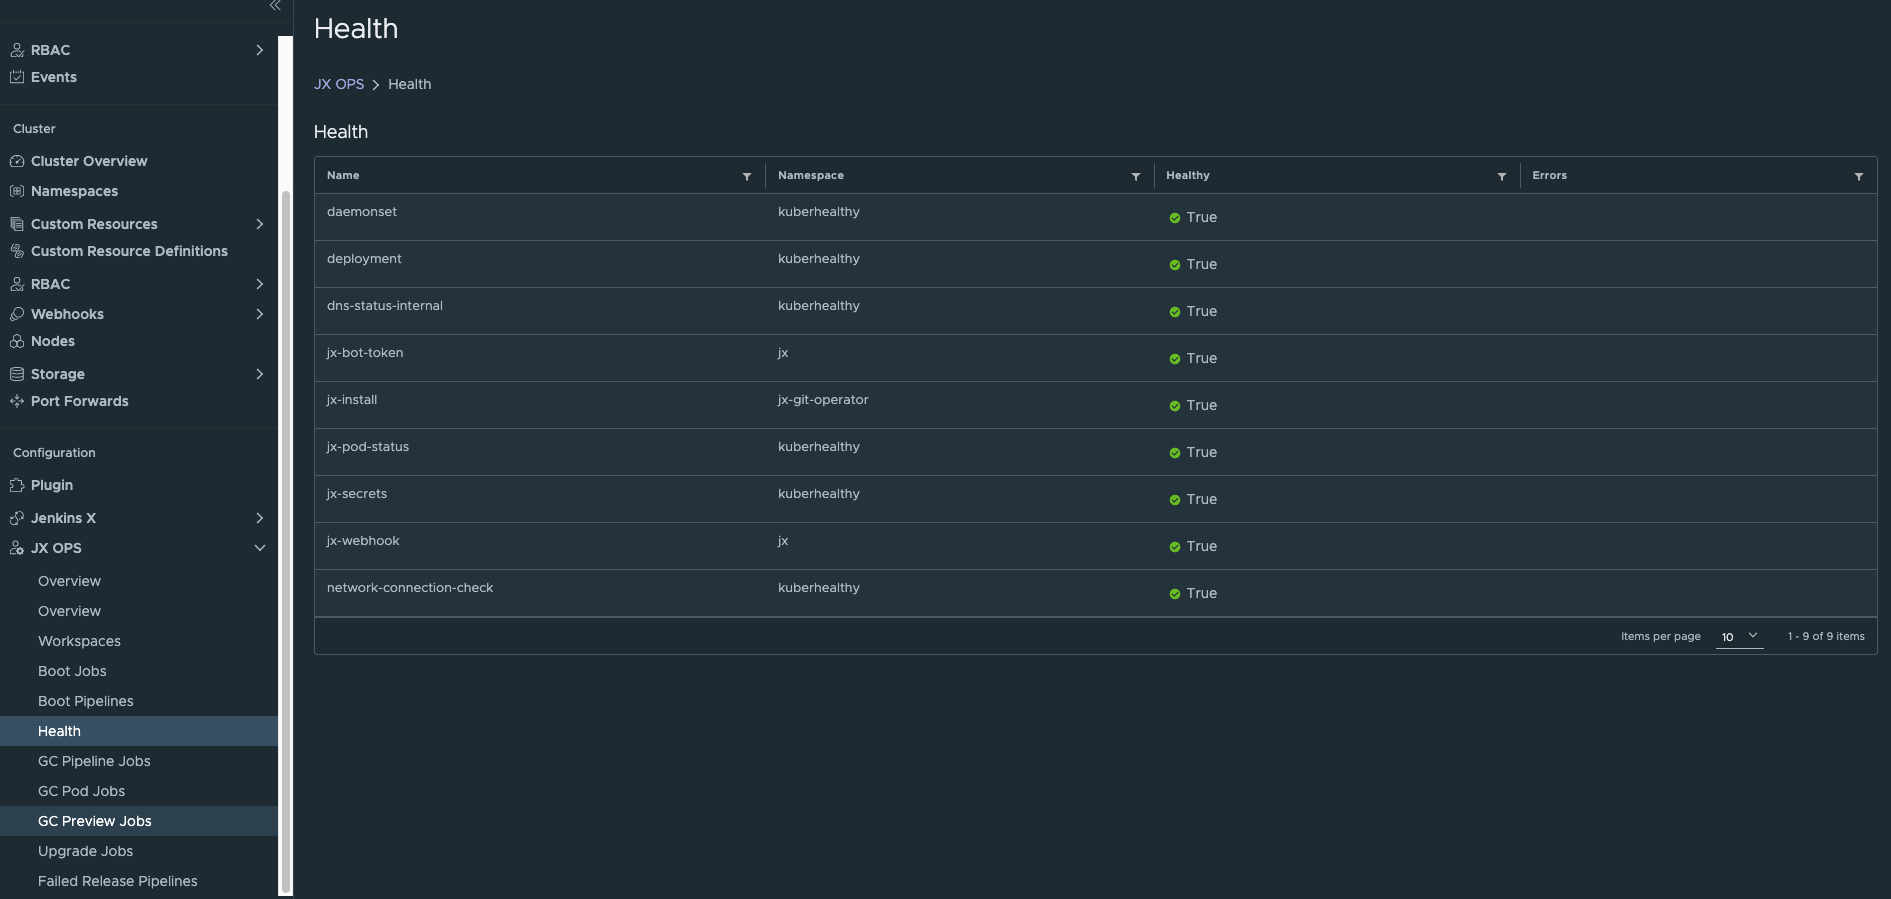 RBAC
Events
Cluster
Cluster Overview
Namespaces
Custom Resources
Custom Resource Definitions
RBAC
Webhooks
Nodes
Storage
Port Forwards
Configuration
Plugin
Jenkins X
JX OPS
Overview
Overview
Workspaces
Boot Jobs
Boot Pipelines
Health
GC Pipeline Jobs
GC Pod Jobs
GC Preview Jobs
Upgrade Jobs
Failed Release Pipelines
Health
JX OPS > Health
Health
Name Namespace Healthy Errors
daemonset kuberhealthy True
deployment kuberhealthy True
dns-status-internal kuberhealthy True
jx-bot-token jx True
jx-install jx-git-operator True
jx-pod-status kuberhealthy True
jx-secrets kuberhealthy True
jx-webhook jx True
network-connection-check kuberhealthy True
Items per page 10 1 - 9 of 9 items